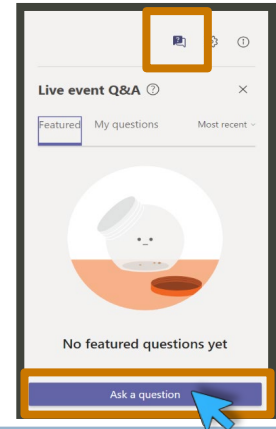 Live event Q&A
Featured My questions Most recent
No featured questions yet
Ask a question